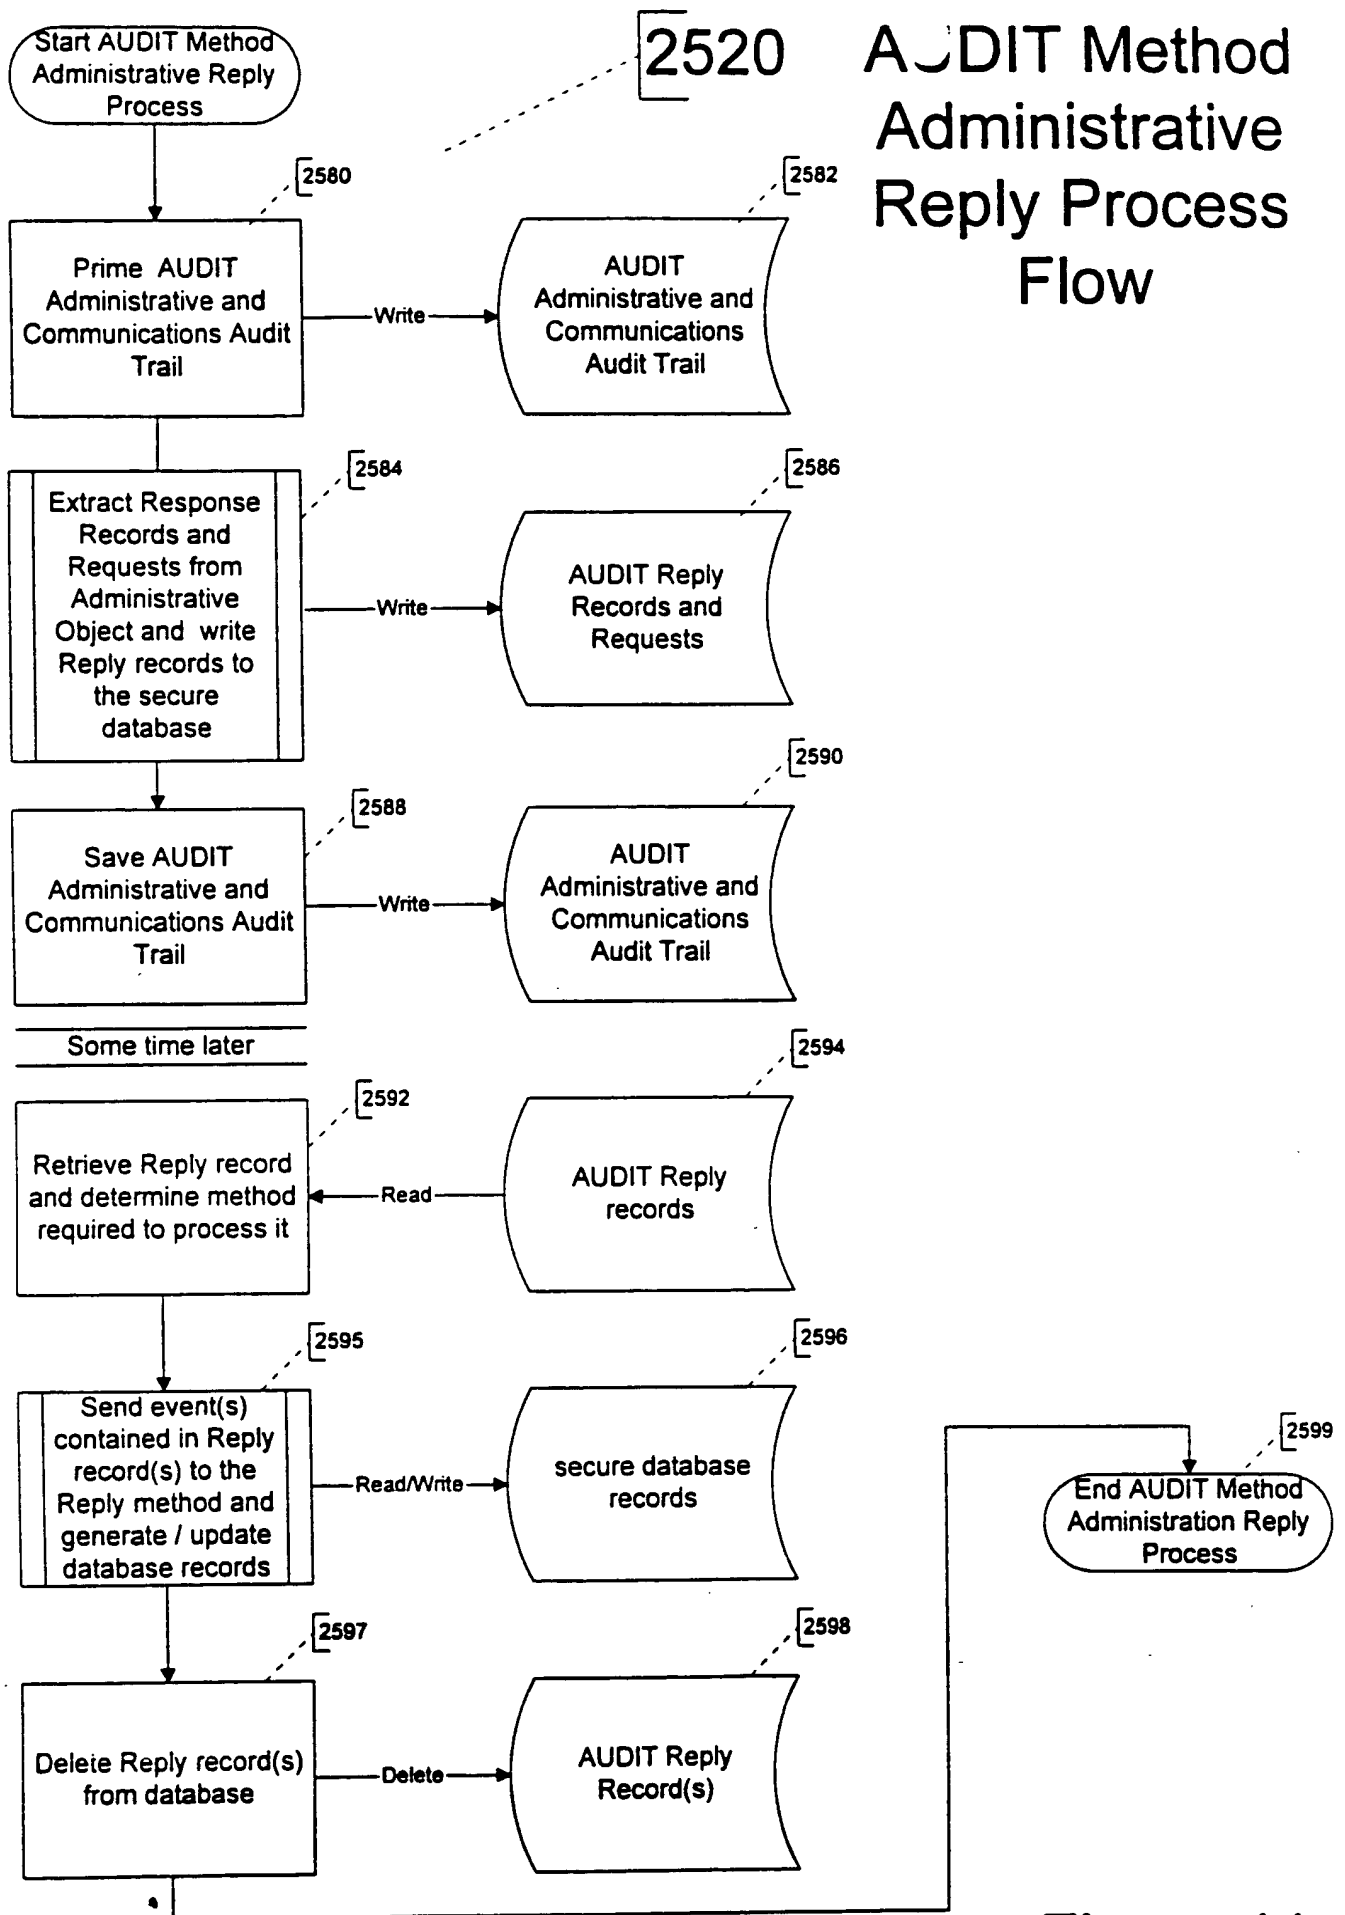 2520
AUDIT Method
Administrative
Reply Process
Flow
Start AUDIT Method
Administrative Reply
Process
2580
Prime AUDIT
Administrative and
Communications Audit
Trail
Write
2582
AUDIT
Administrative and
Communications
Audit Trail
2584
Extract Response
Records and
Requests from
Administrative
Object and write
Reply records to
the secure
database
Write
2586
AUDIT Reply
Records and
Requests
2588
Save AUDIT
Administrative and
Communications Audit
Trail
Write
2590
AUDIT
Administrative and
Communications
Audit Trail
Some time later
2592
Retrieve Reply record
and determine method
required to process it
Read
2594
AUDIT Reply
records
2595
Send event(s)
contained in Reply
record(s) to the
Reply method and
generate / update
database records
Read/Write
2596
secure database
records
2597
Delete Reply record(s)
from database
Delete
2598
AUDIT Reply
Record(s)
2599
End AUDIT Method
Administration Reply
Process